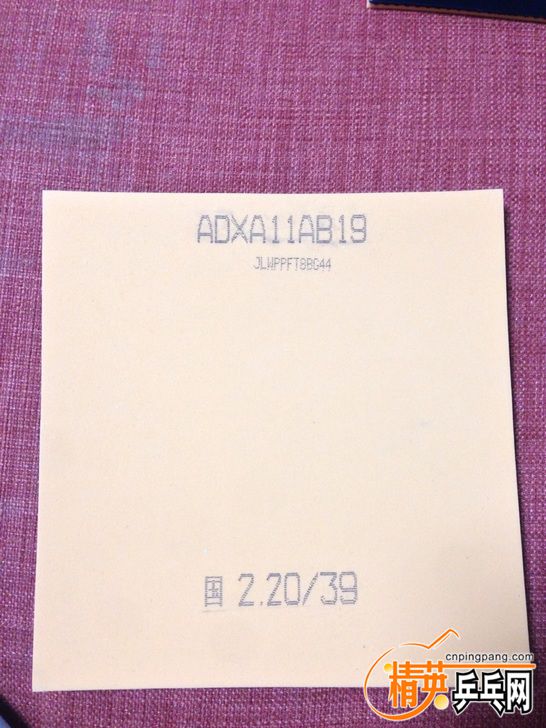 ADXA11AB19
JLWPPFT8BG44
国 2.20/39
cnpingpang.com
精英乒乓网